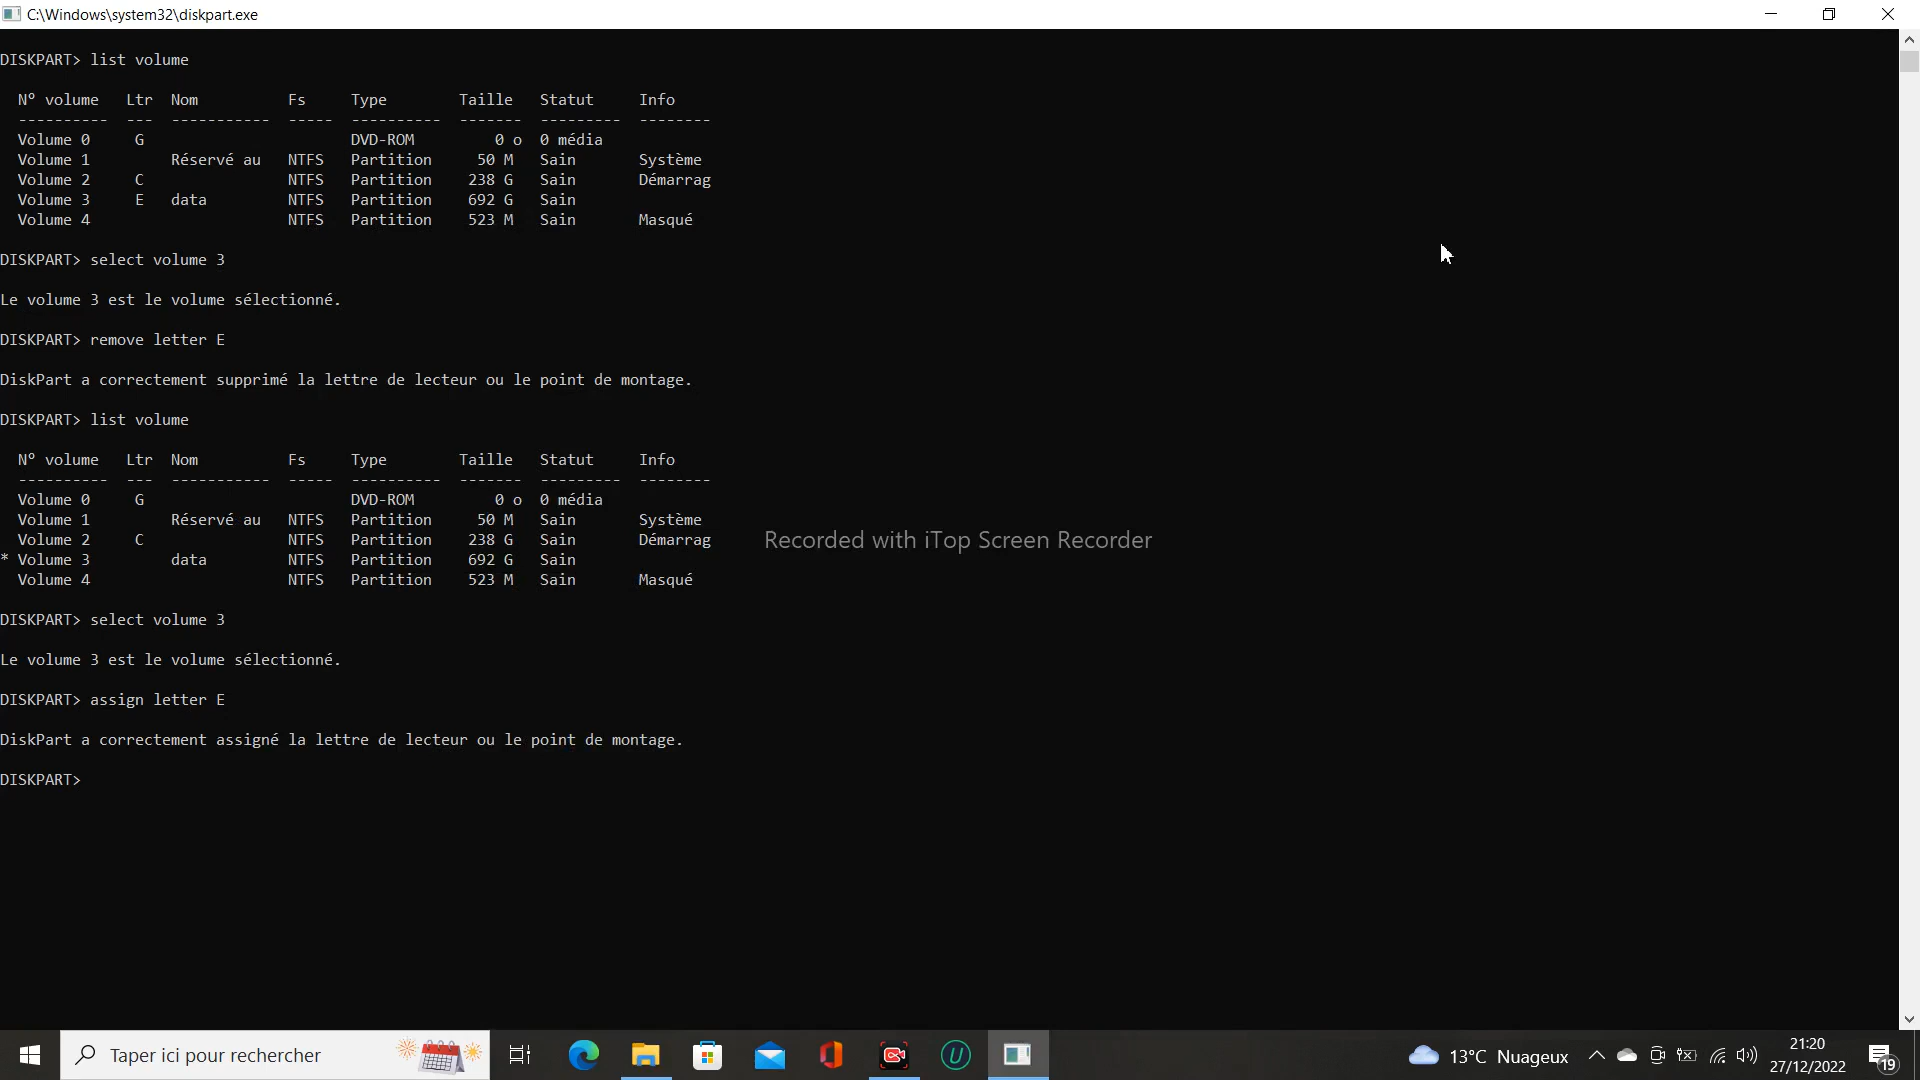 C:\Windows\system32\diskpart.exe
DISKPART> list volume
N° volume   Ltr  Nom          Fs     Type        Taille   Statut     Info
----------  ---  -----------  -----  ----------  -------  ---------  --------
Volume 0     G                       DVD-ROM         0 o  0 média
Volume 1         Réservé au   NTFS   Partition     50 M   Sain       Système
Volume 2     C                NTFS   Partition    238 G   Sain       Démarrag
Volume 3     E   data         NTFS   Partition    692 G   Sain
Volume 4                      NTFS   Partition    523 M   Sain       Masqué
DISKPART> select volume 3
Le volume 3 est le volume sélectionné.
DISKPART> remove letter E
DiskPart a correctement supprimé la lettre de lecteur ou le point de montage.
DISKPART> list volume
N° volume   Ltr  Nom          Fs     Type        Taille   Statut     Info
----------  ---  -----------  -----  ----------  -------  ---------  --------
Volume 0     G                       DVD-ROM         0 o  0 média
Volume 1         Réservé au   NTFS   Partition     50 M   Sain       Système
Volume 2     C                NTFS   Partition    238 G   Sain       Démarrag
* Volume 3         data         NTFS   Partition    692 G   Sain
Volume 4                      NTFS   Partition    523 M   Sain       Masqué
Recorded with iTop Screen Recorder
DISKPART> select volume 3
Le volume 3 est le volume sélectionné.
DISKPART> assign letter E
DiskPart a correctement assigné la lettre de lecteur ou le point de montage.
DISKPART>
Taper ici pour rechercher
13°C Nuageux
21:20
27/12/2022
19